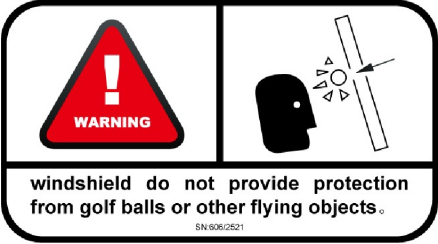 !
WARNING
windshield do not provide protection
from golf balls or other flying objects。
SN:606/2521